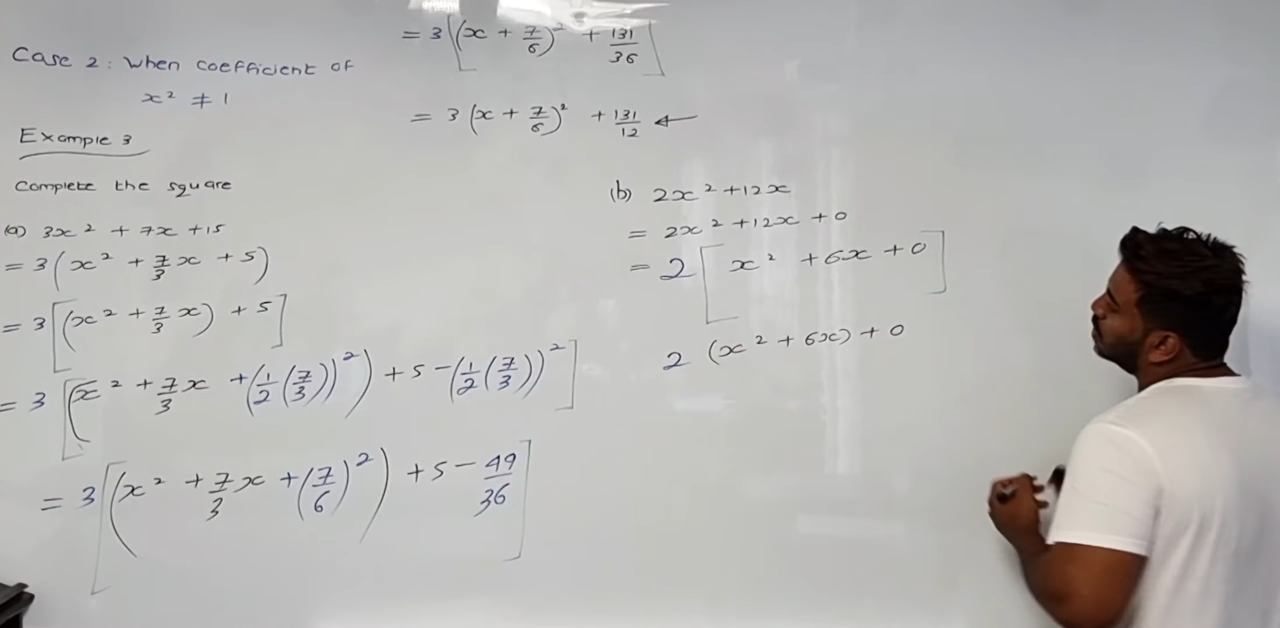 Case 2: When coefficient of
x² ≠ 1
Example 3
Complete the square
(a) 3x² + 7x + 15
= 3(x² + 7/3 x + 5)
= 3[(x² + 7/3 x) + 5]
= 3[(x² + 7/3 x + (1/2 (7/3))²) + 5 - (1/2 (7/3))²]
= 3[(x² + 7/3 x + (7/6)²) + 5 - 49/36]
= 3[(x + 7/6)² + 131/36]
= 3(x + 7/6)² + 131/12 ←
(b) 2x² + 12x
= 2x² + 12x + 0
= 2[x² + 6x + 0]
2 (x² + 6x) + 0